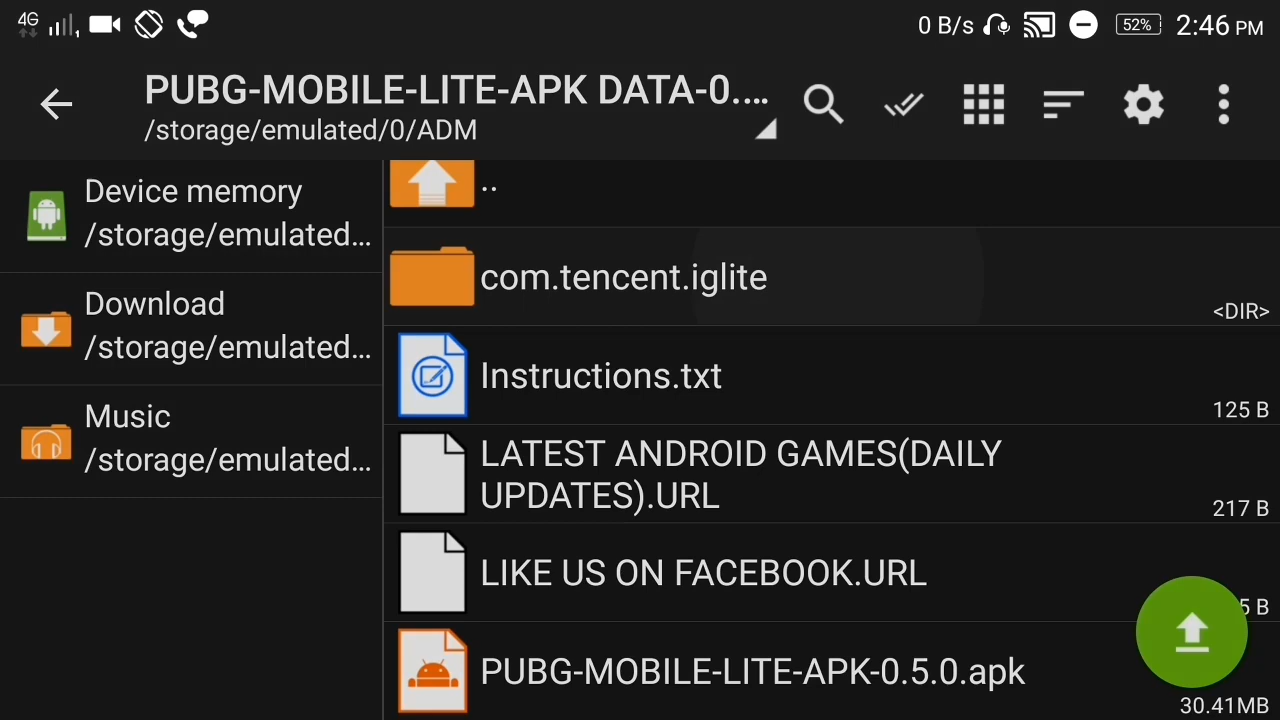 4G
0 B/s
52%
2:46 PM
PUBG-MOBILE-LITE-APK DATA-0....
/storage/emulated/0/ADM
Device memory
/storage/emulated...
Download
/storage/emulated...
Music
/storage/emulated...
..
com.tencent.iglite
<DIR>
Instructions.txt
125 B
LATEST ANDROID GAMES(DAILY
UPDATES).URL
217 B
LIKE US ON FACEBOOK.URL
PUBG-MOBILE-LITE-APK-0.5.0.apk
30.41MB